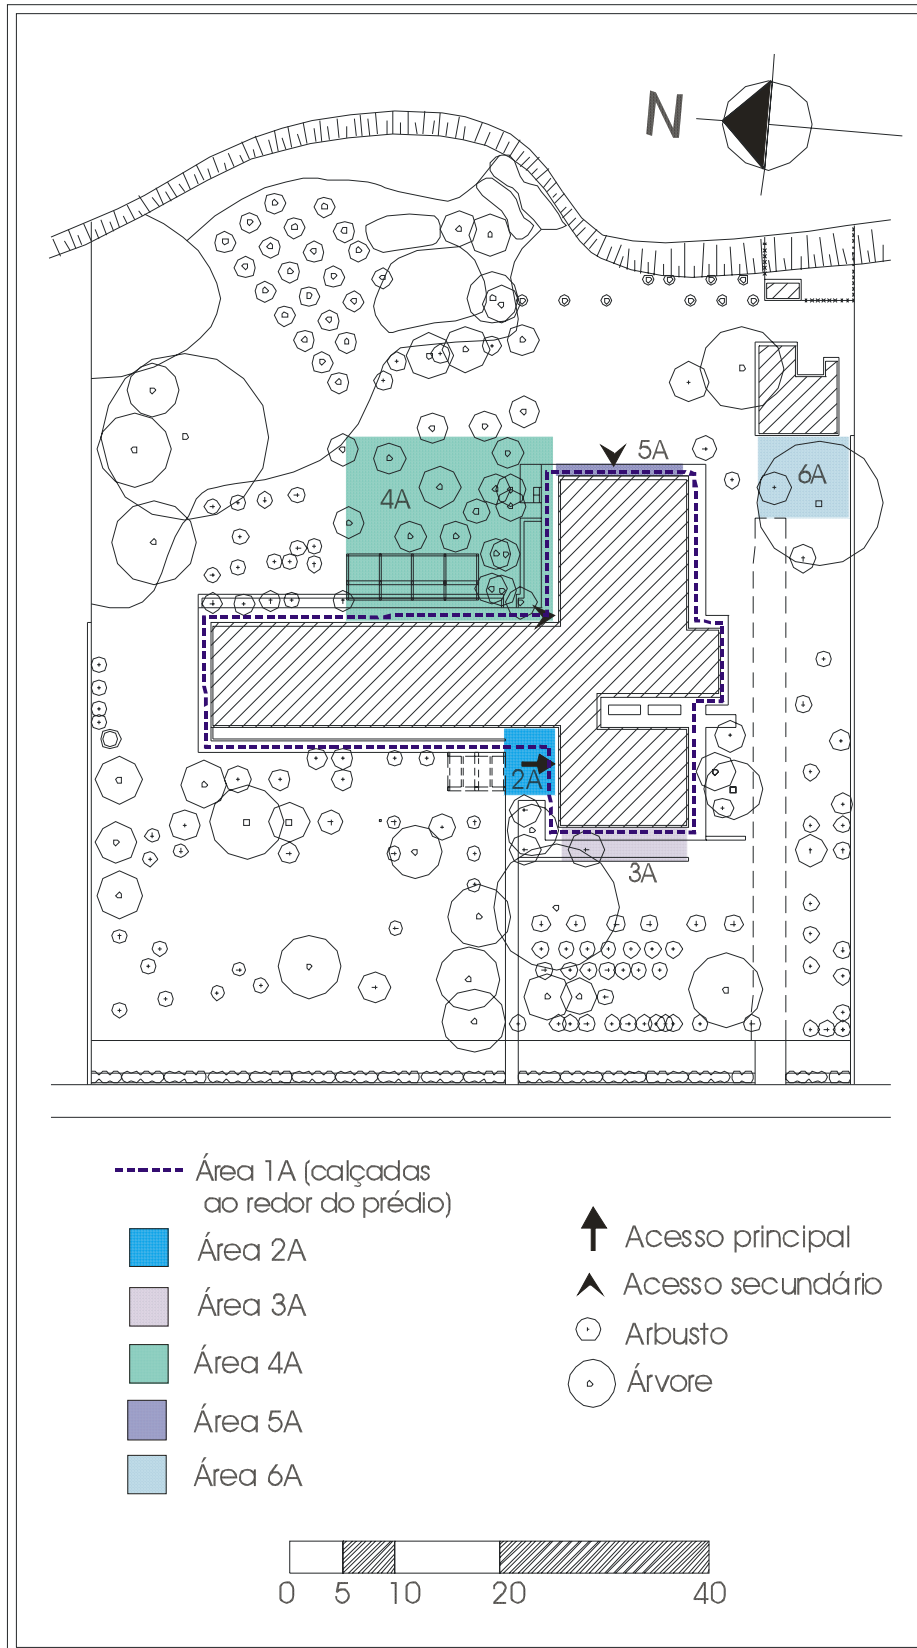 N
5A
6A
4A
2A
3A
Área 1A (calçadas
ao redor do prédio)
Área 2A
Área 3A
Área 4A
Área 5A
Área 6A
Acesso principal
Acesso secundário
Arbusto
Árvore
0 5 10 20 40